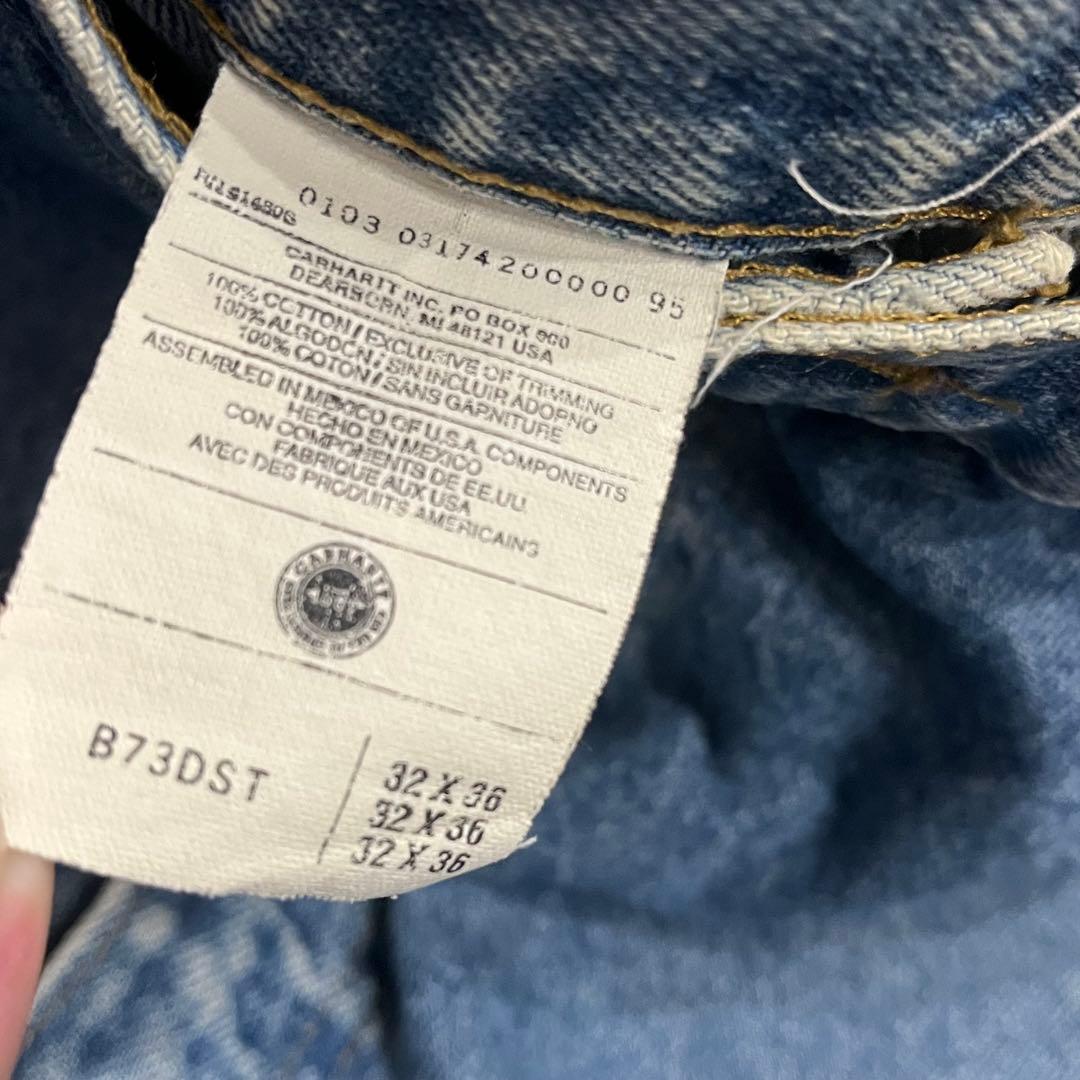 0103 03174200000 95
CARHARTT INC. PO BOX 960
DEARBORN, MI 48121 USA
100% COTTON / EXCLUSIVE OF TRIMMING
100% ALGODON / SIN INCLUIR ADORNO
100% COTON / SANS GARNITURE
ASSEMBLED IN MEXICO OF U.S.A. COMPONENTS
HECHO EN MEXICO
CON COMPONENTES DE EE.UU.
FABRIQUE AUX USA
AVEC DES PRODUITS AMERICAINS
CARHARTT
B73DST
32 X 36
32 X 36
32 X 36